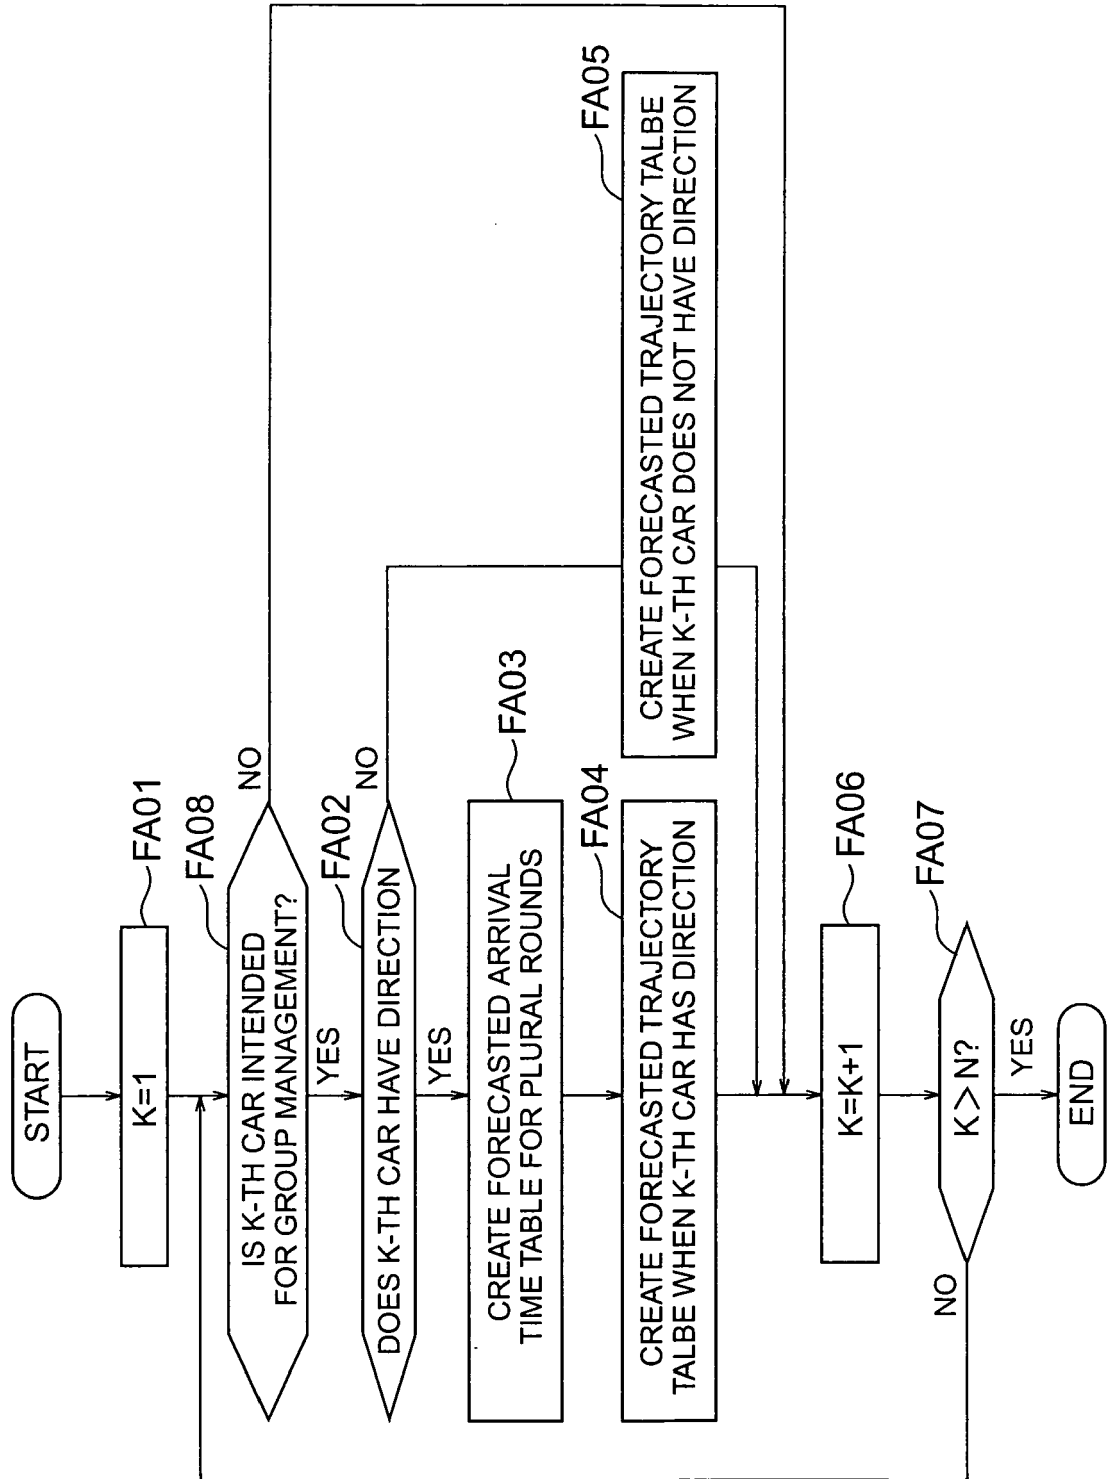 START
K=1
FA01
IS K-TH CAR INTENDED
FOR GROUP MANAGEMENT?
FA08
NO
YES
DOES K-TH CAR HAVE DIRECTION
FA02
NO
YES
CREATE FORECASTED ARRIVAL
TIME TABLE FOR PLURAL ROUNDS
FA03
CREATE FORECASTED TRAJECTORY
TALBE WHEN K-TH CAR HAS DIRECTION
FA04
CREATE FORECASTED TRAJECTORY TALBE
WHEN K-TH CAR DOES NOT HAVE DIRECTION
FA05
K=K+1
FA06
K>N?
FA07
NO
YES
END